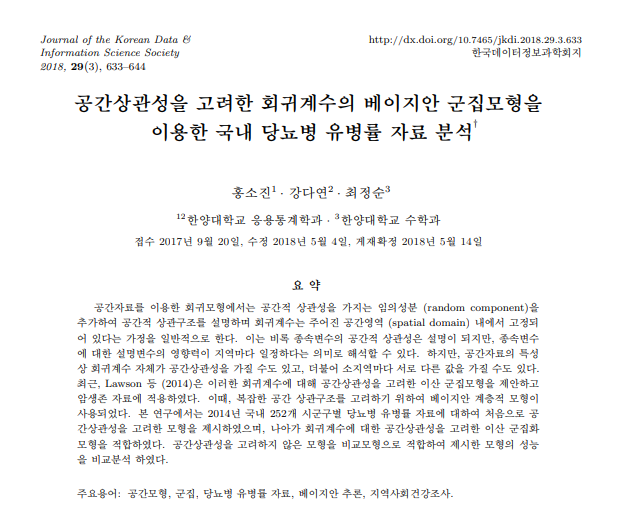 Journal of the Korean Data &
Information Science Society
2018, 29(3), 633–644
http://dx.doi.org/10.7465/jkdi.2018.29.3.633
한국데이터정보과학회지
공간상관성을 고려한 회귀계수의 베이지안 군집모형을
이용한 국내 당뇨병 유병률 자료 분석†
홍소진1 · 강다연2 · 최정순3
12한양대학교 응용통계학과 · 3한양대학교 수학과
접수 2017년 9월 20일, 수정 2018년 5월 4일, 게재확정 2018년 5월 14일
요 약
공간자료를 이용한 회귀모형에서는 공간적 상관성을 가지는 임의성분 (random component)을
추가하여 공간적 상관구조를 설명하며 회귀계수는 주어진 공간영역 (spatial domain) 내에서 고정되
어 있다는 가정을 일반적으로 한다. 이는 비록 종속변수의 공간적 상관성은 설명이 되지만, 종속변수
에 대한 설명변수의 영향력이 지역마다 일정하다는 의미로 해석할 수 있다. 하지만, 공간자료의 특성
상 회귀계수 자체가 공간상관성을 가질 수도 있고, 더불어 소지역마다 서로 다른 값을 가질 수도 있다.
최근, Lawson 등 (2014)은 이러한 회귀계수에 대해 공간상관성을 고려한 이산 군집모형을 제안하고
암생존 자료에 적용하였다. 이때, 복잡한 공간 상관구조를 고려하기 위하여 베이지안 계층적 모형이
사용되었다. 본 연구에서는 2014년 국내 252개 시군구별 당뇨병 유병률 자료에 대하여 처음으로 공
간상관성을 고려한 모형을 제시하였으며, 나아가 회귀계수에 대한 공간상관성을 고려한 이산 군집화
모형을 적합하였다. 공간상관성을 고려하지 않은 모형을 비교모형으로 적합하여 제시한 모형의 성능
을 비교분석 하였다.
주요용어: 공간모형, 군집, 당뇨병 유병률 자료, 베이지안 추론, 지역사회건강조사.